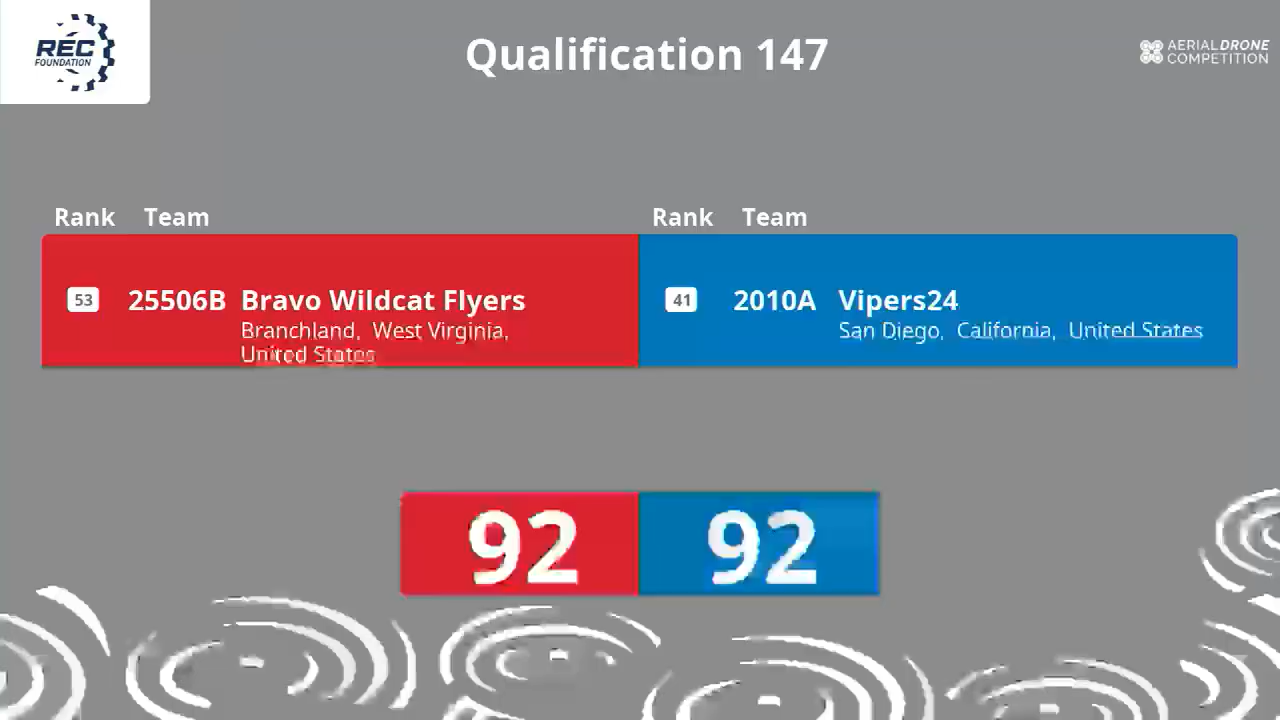 REC
FOUNDATION
Qualification 147
AERIALDRONE
COMPETITION
Rank Team
53 25506B Bravo Wildcat Flyers
Branchland, West Virginia,
United States
Rank Team
41 2010A Vipers24
San Diego, California, United States
92 92